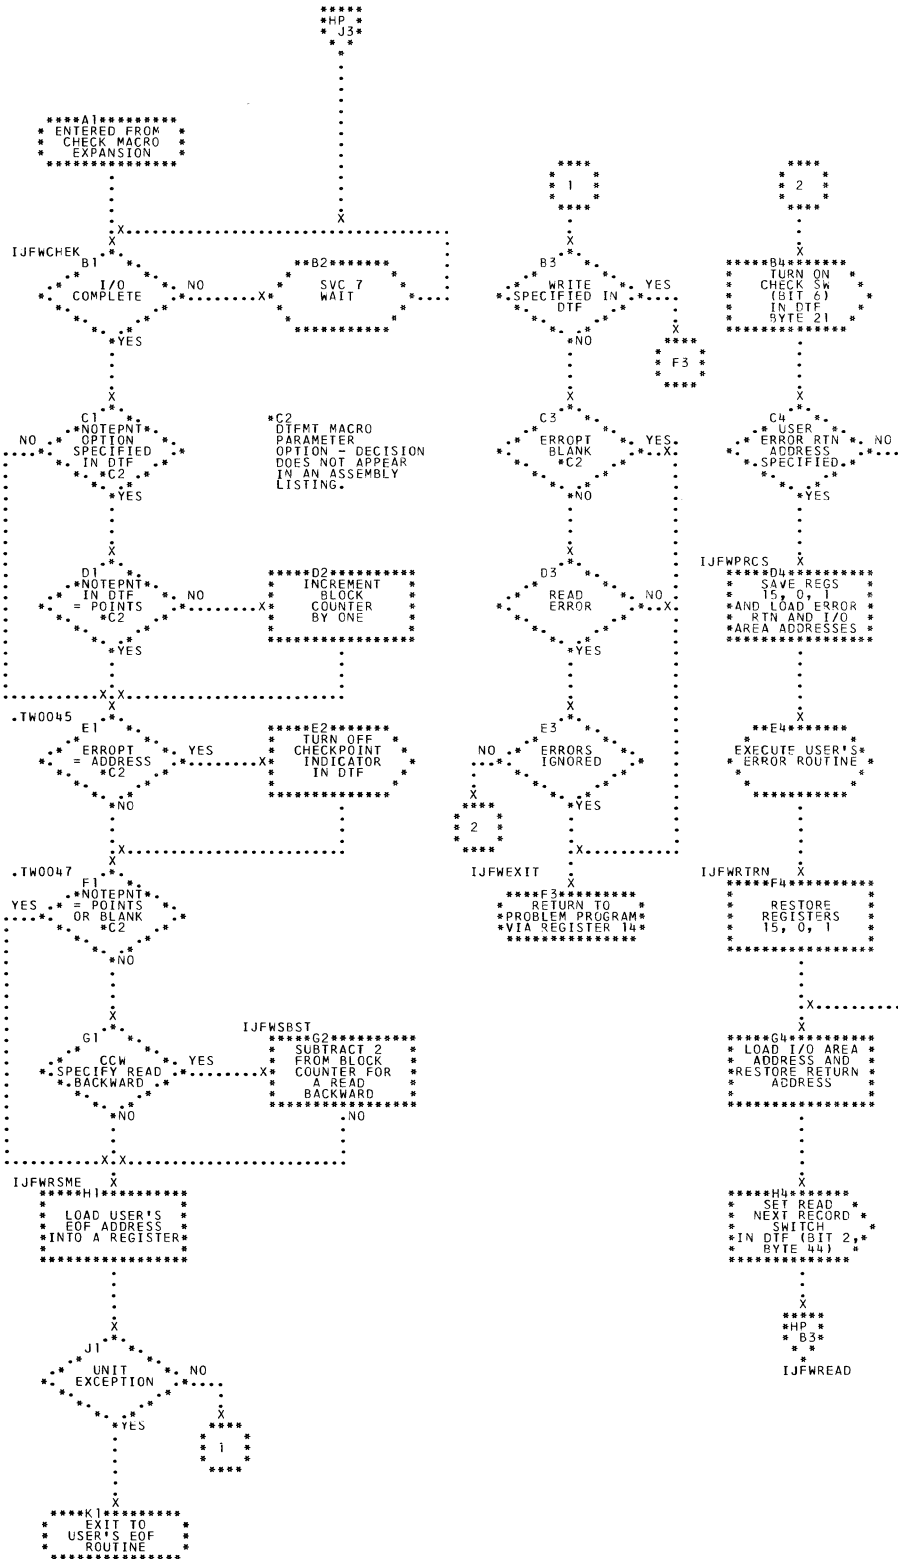 HP
J3
A1
ENTERED FROM
CHECK MACRO
EXPANSION
IJFWCHEK
B1
I/O
COMPLETE
NO
YES
B2
SVC 7
WAIT
C1
NOTEPNT
OPTION
SPECIFIED
IN DTF
*C2
NO
YES
*C2
DTFMT MACRO
PARAMETER
OPTION - DECISION
DOES NOT APPEAR
IN AN ASSEMBLY
LISTING.
D1
NOTEPNT
IN DTF
= POINTS
*C2
NO
YES
D2
INCREMENT
BLOCK
COUNTER
BY ONE
.TW0045
E1
ERROPT
= ADDRESS
*C2
YES
NO
E2
TURN OFF
CHECKPOINT
INDICATOR
IN DTF
.TW0047
F1
NOTEPNT
= POINTS
OR BLANK
*C2
YES
NO
G1
CCW
SPECIFY READ
BACKWARD
YES
NO
IJFWSBST
G2
SUBTRACT 2
FROM BLOCK
COUNTER FOR
A READ
BACKWARD
NO
IJFWRSME
H1
LOAD USER'S
EOF ADDRESS
INTO A REGISTER
J1
UNIT
EXCEPTION
NO
YES
1
K1
EXIT TO
USER'S EOF
ROUTINE
1
B3
WRITE
SPECIFIED IN
DTF
YES
NO
F3
C3
ERROPT
BLANK
*C2
YES
NO
D3
READ
ERROR
NO
YES
E3
ERRORS
IGNORED
NO
YES
2
IJFWEXIT
F3
RETURN TO
PROBLEM PROGRAM
VIA REGISTER 14
2
B4
TURN ON
CHECK SW
(BIT 6)
IN DTF
BYTE 21
C4
USER
ERROR RTN
ADDRESS
SPECIFIED
NO
YES
IJFWPRCS
D4
SAVE REGS
15, 0, 1
AND LOAD ERROR
RTN AND I/O
AREA ADDRESSES
E4
EXECUTE USER'S
ERROR ROUTINE
IJFWRTRN
F4
RESTORE
REGISTERS
15, 0, 1
G4
LOAD I/O AREA
ADDRESS AND
RESTORE RETURN
ADDRESS
H4
SET READ
NEXT RECORD
SWITCH
IN DTF (BIT 2,
BYTE 44)
HP
B3
IJFWREAD